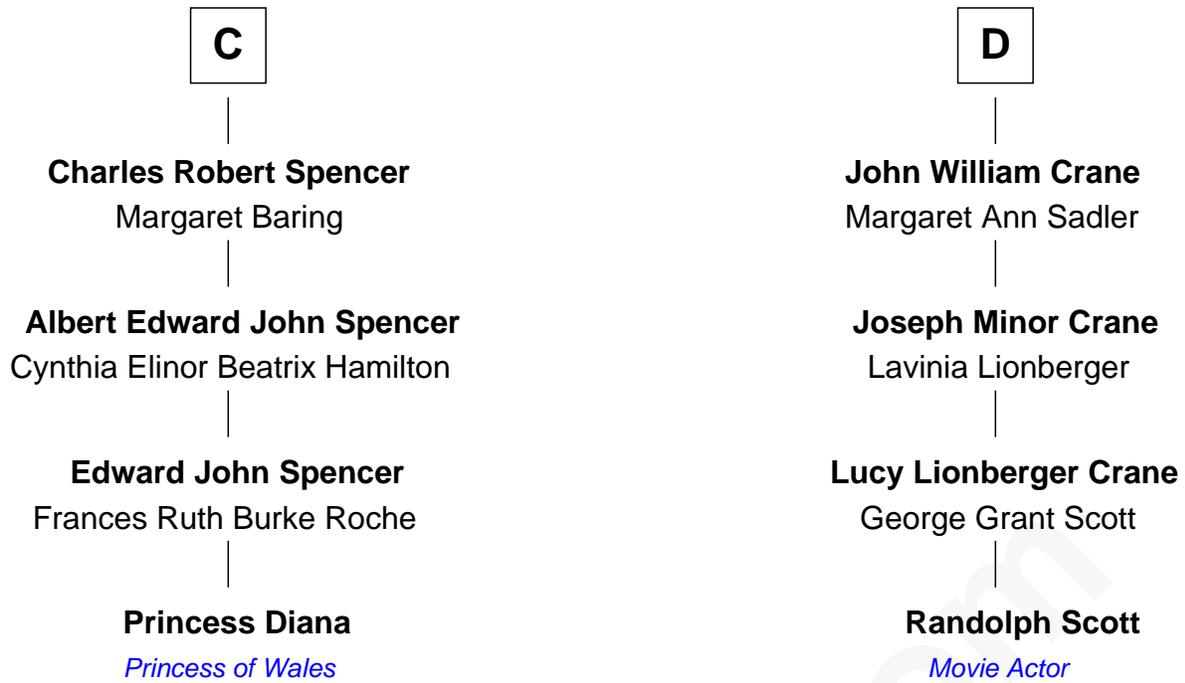 C
Charles Robert Spencer
Margaret Baring
Albert Edward John Spencer
Cynthia Elinor Beatrix Hamilton
Edward John Spencer
Frances Ruth Burke Roche
Princess Diana
Princess of Wales
D
John William Crane
Margaret Ann Sadler
Joseph Minor Crane
Lavinia Lionberger
Lucy Lionberger Crane
George Grant Scott
Randolph Scott
Movie Actor